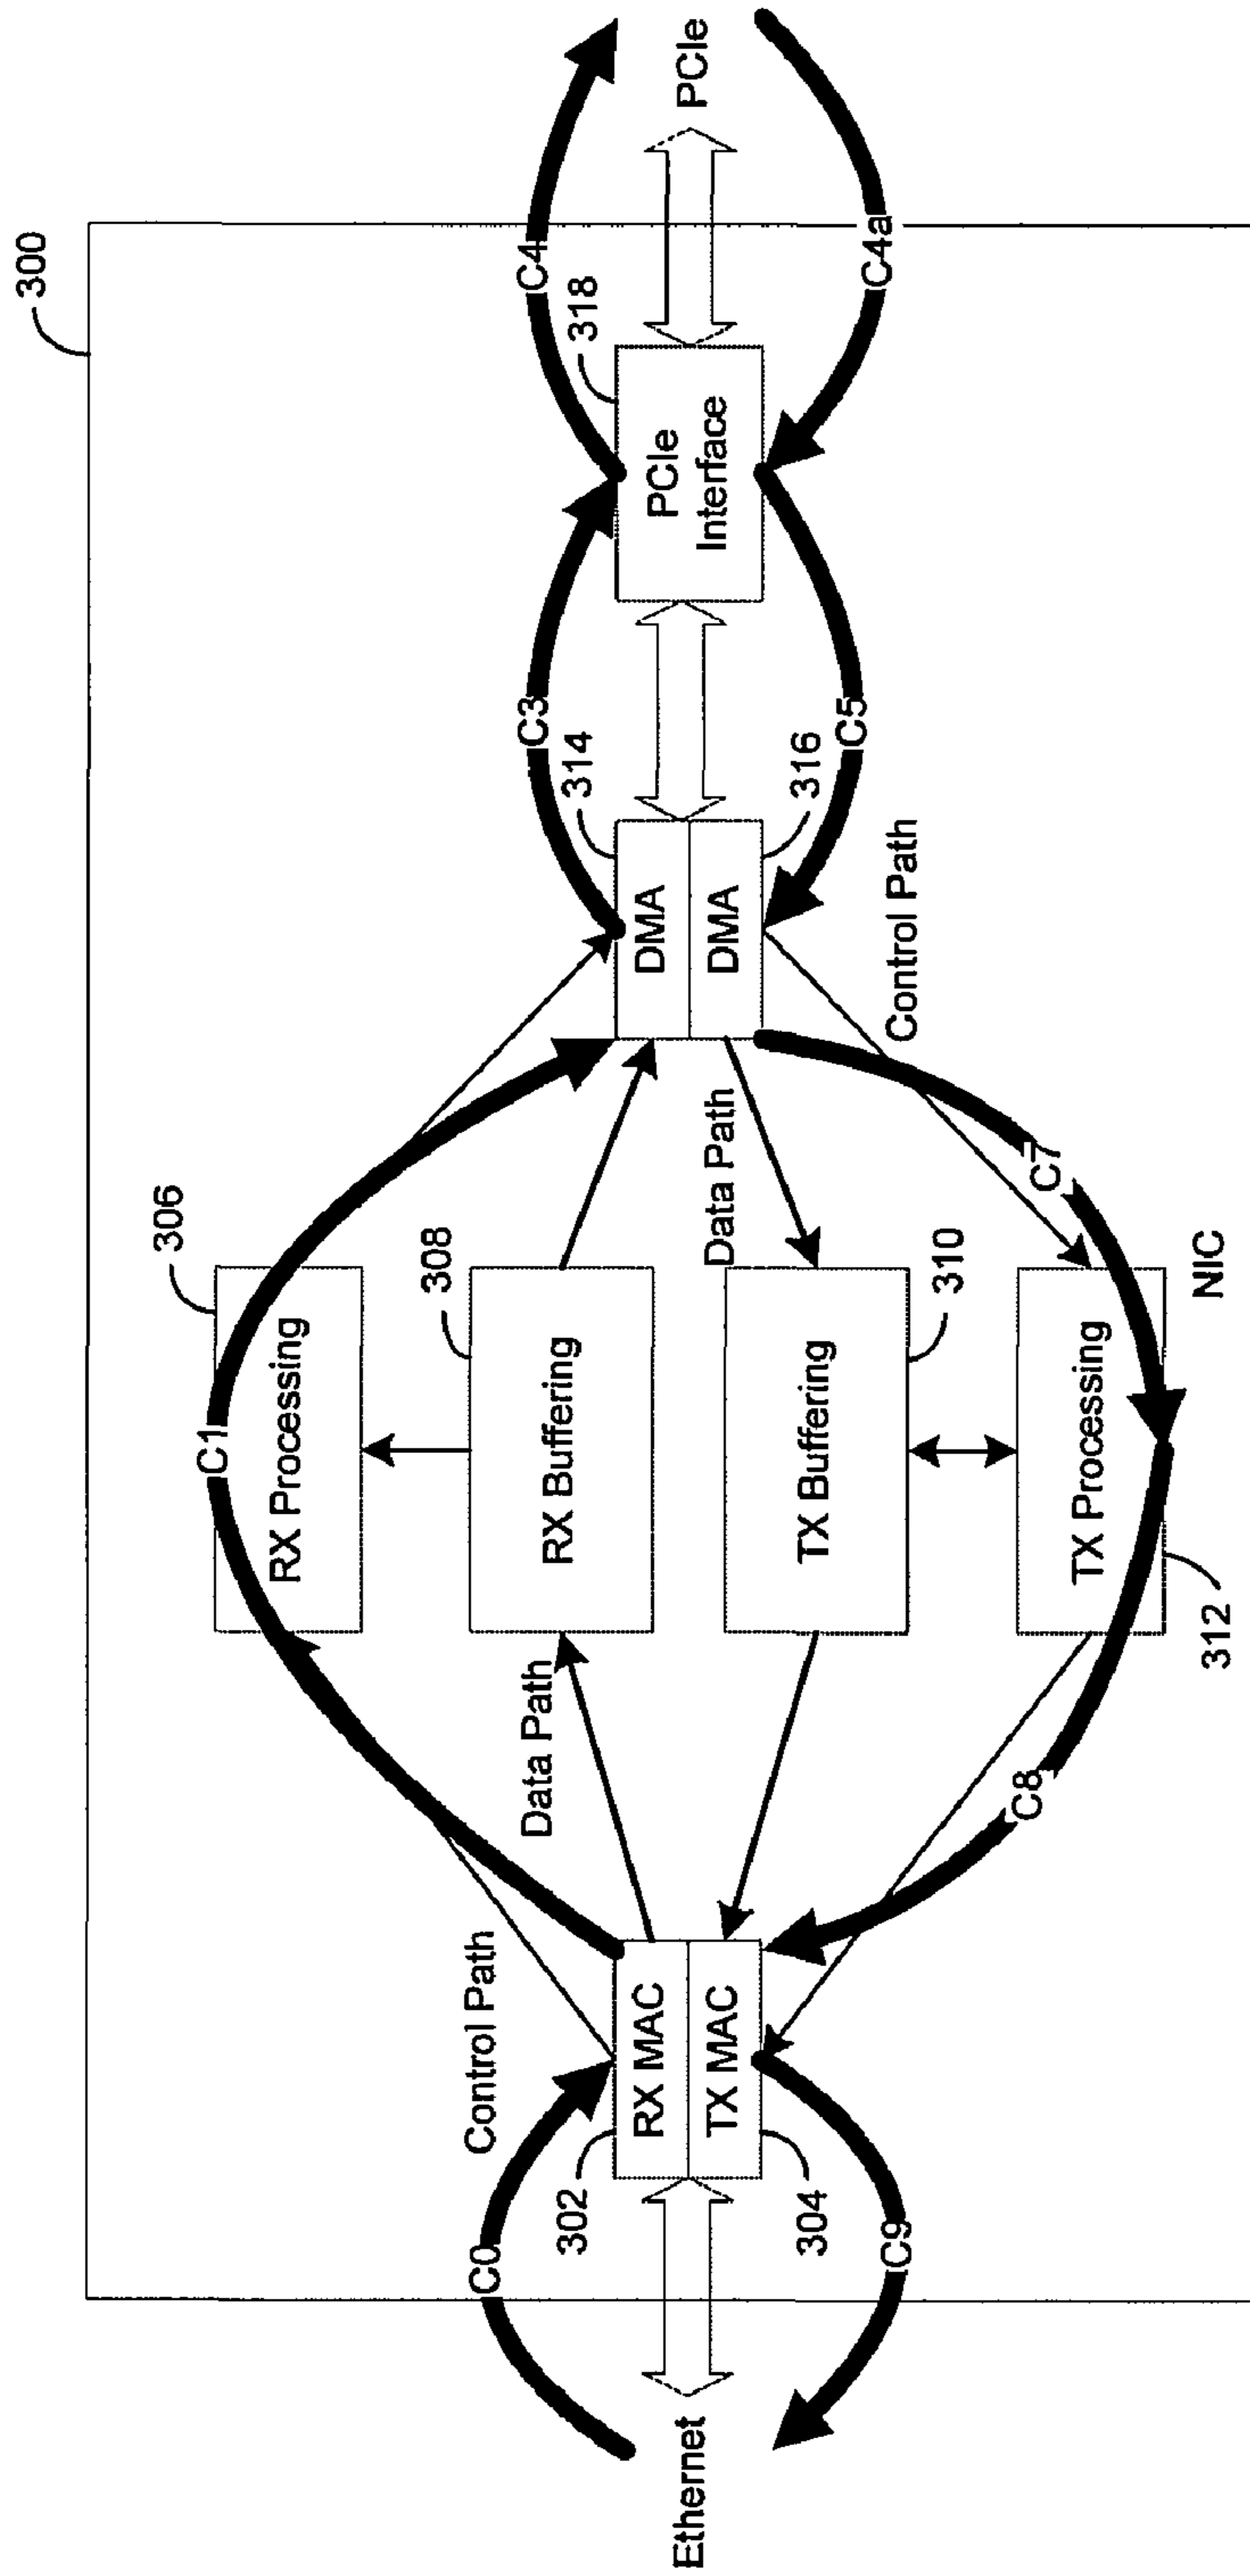 300
306
C1
RX Processing
Control Path
C0
308
RX Buffering
Data Path
C3
314
C4
318
302
RX MAC
DMA
PCIe
Interface
Ethernet
PCIe
TX MAC
DMA
304
Data Path
TX Buffering
310
316
C5
C4a
C9
Control Path
C8
C7
TX Processing
312
NIC